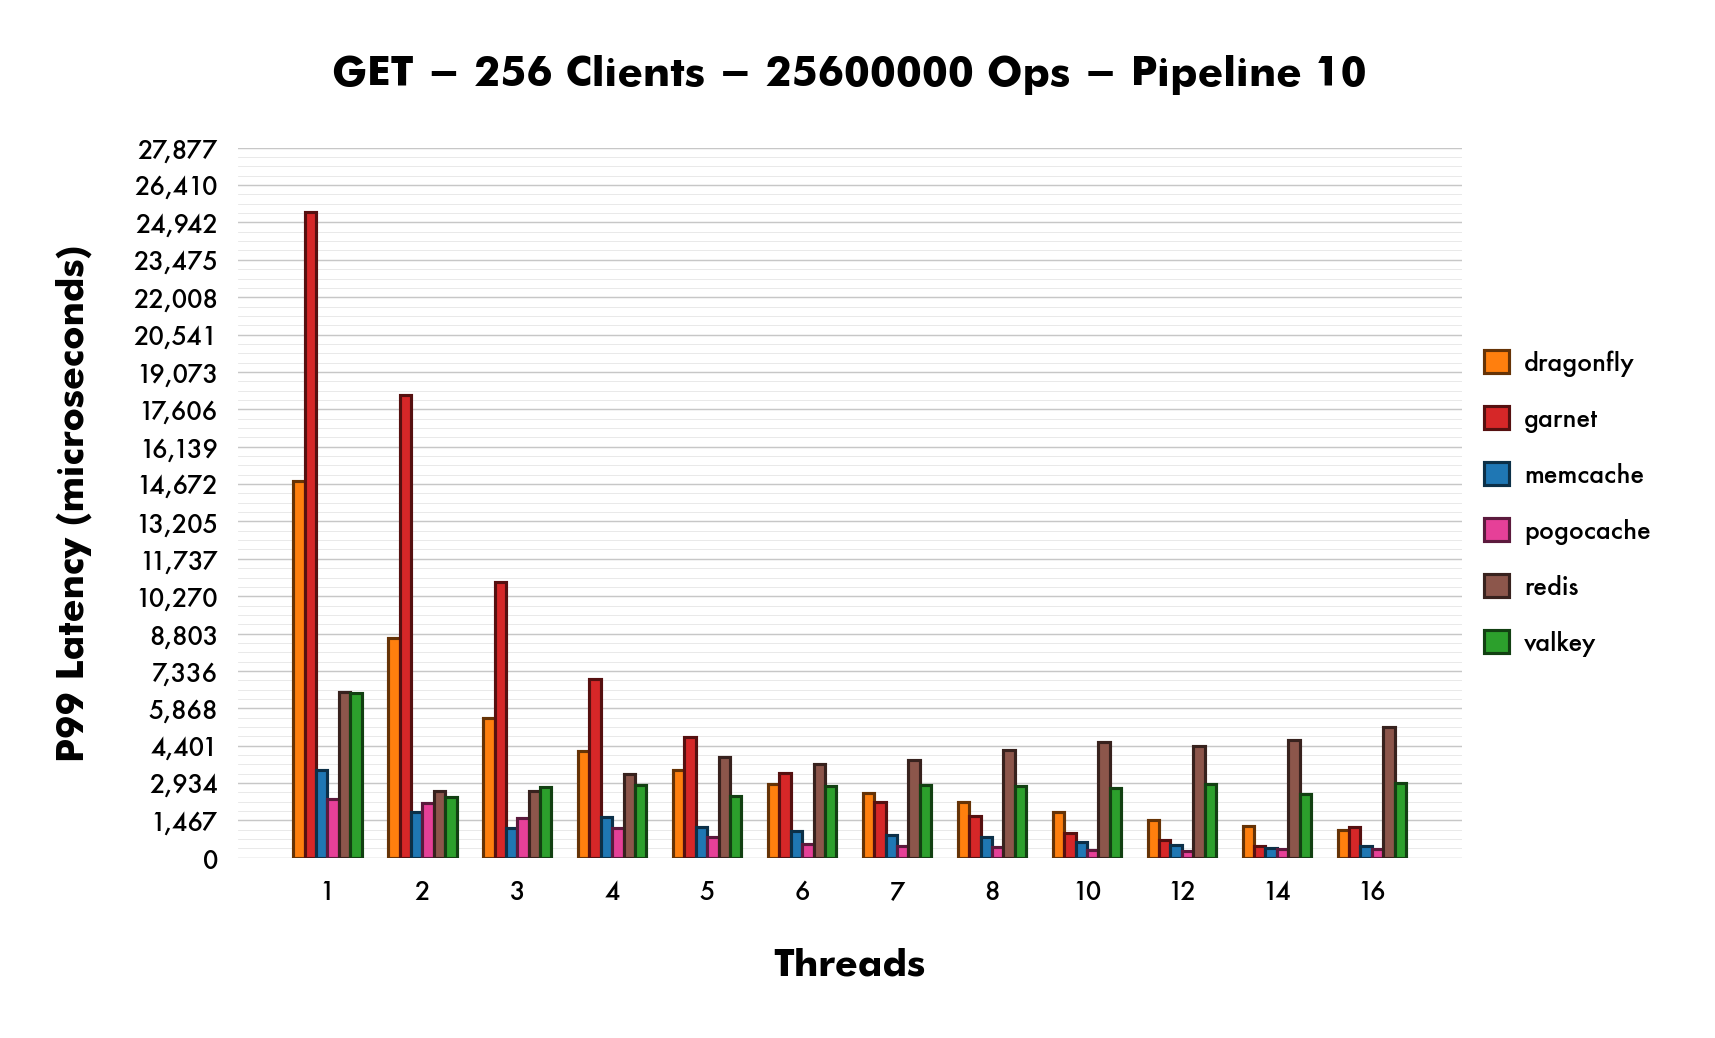 GET – 256 Clients – 25600000 Ops – Pipeline 10
P99 Latency (microseconds)
27,877
26,410
24,942
23,475
22,008
20,541
19,073
17,606
16,139
14,672
13,205
11,737
10,270
8,803
7,336
5,868
4,401
2,934
1,467
0
1 2 3 4 5 6 7 8 10 12 14 16
Threads
dragonfly
garnet
memcache
pogocache
redis
valkey